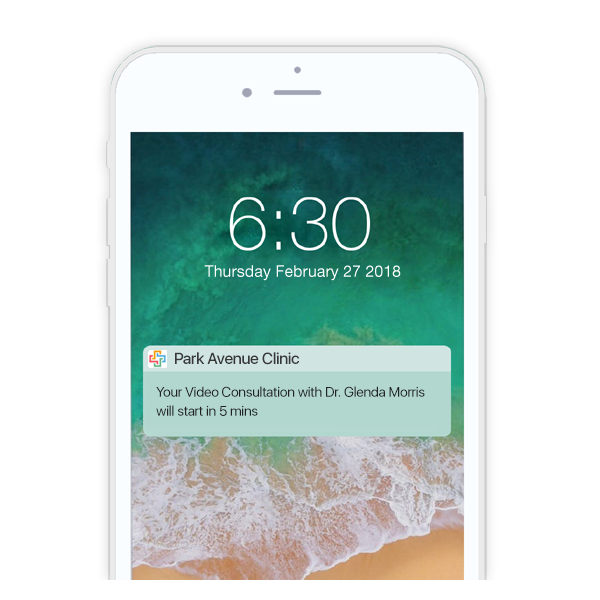 6:30
Thursday February 27 2018
Park Avenue Clinic
Your Video Consultation with Dr. Glenda Morris
will start in 5 mins